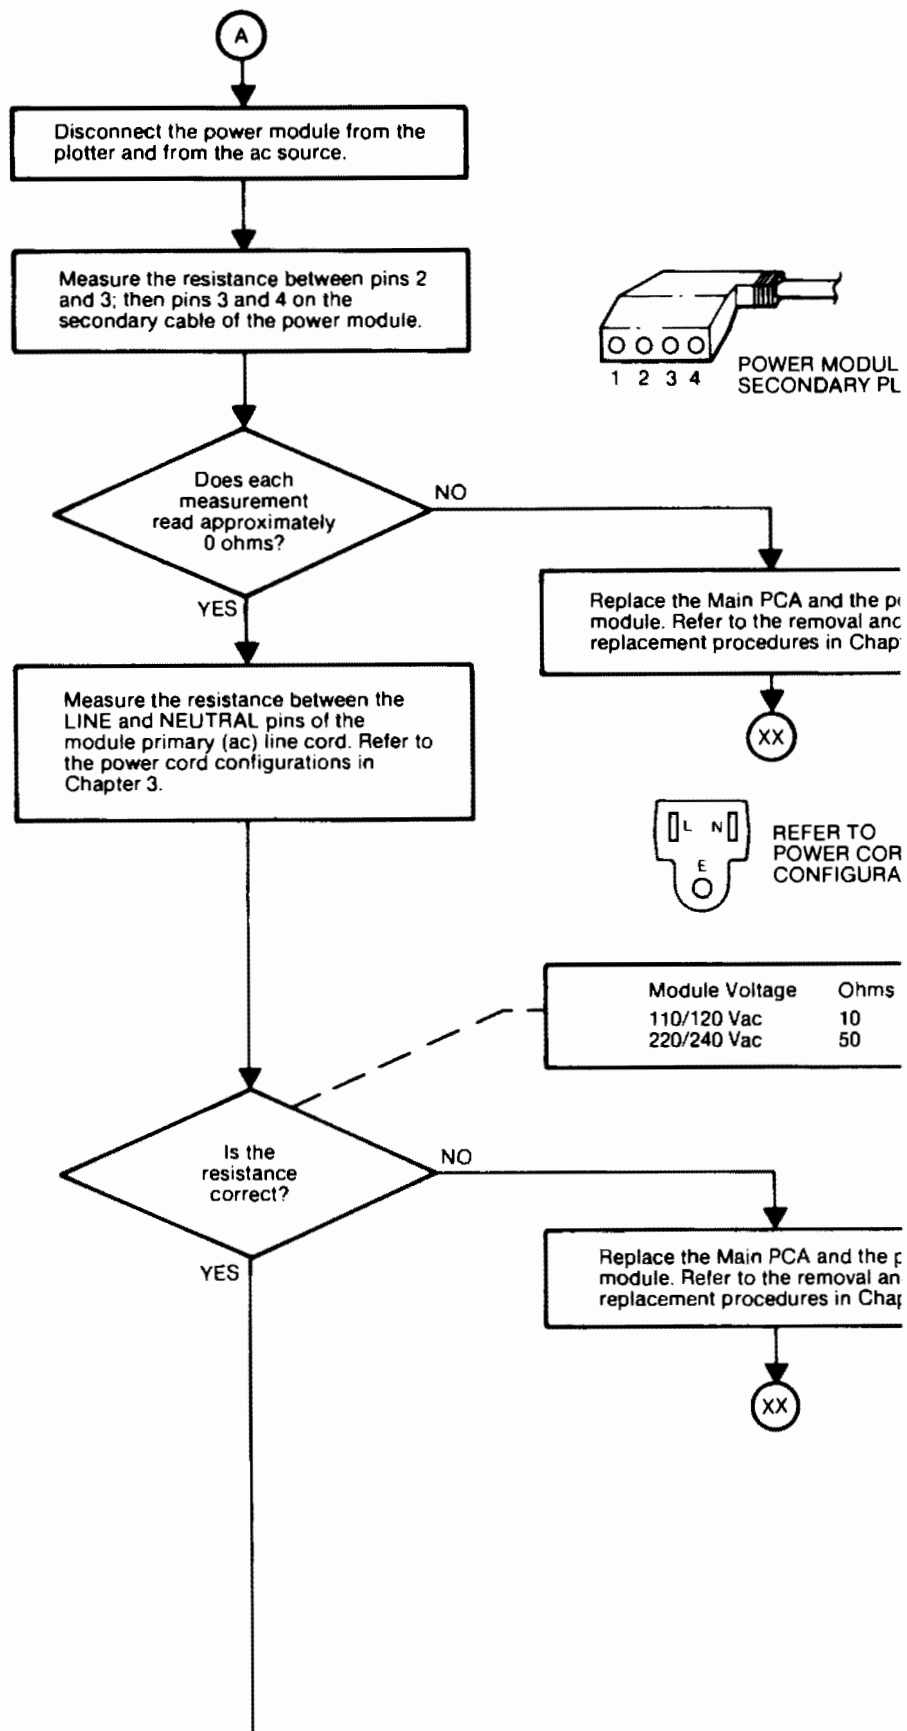 A
Disconnect the power module from the
plotter and from the ac source.
Measure the resistance between pins 2
and 3; then pins 3 and 4 on the
secondary cable of the power module.
1 2 3 4
POWER MODUL
SECONDARY PL
Does each
measurement
read approximately
0 ohms?
NO
YES
Replace the Main PCA and the
module. Refer to the removal and
replacement procedures in Chap
XX
Measure the resistance between the
LINE and NEUTRAL pins of the
module primary (ac) line cord. Refer to
the power cord configurations in
Chapter 3.
L N
E
REFER TO
POWER COR
CONFIGURA
Module Voltage Ohms
110/120 Vac 10
220/240 Vac 50
Is the
resistance
correct?
NO
YES
Replace the Main PCA and the p
module. Refer to the removal an
replacement procedures in Chap
XX